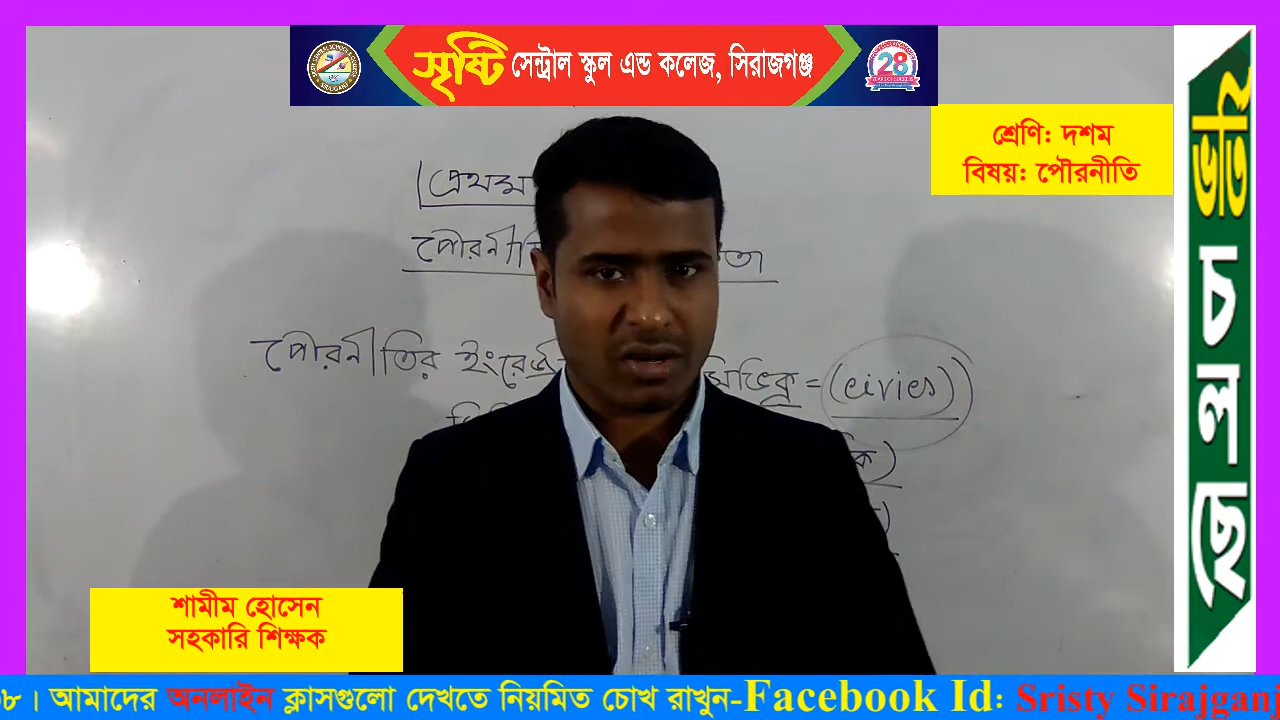 সৃষ্টি সেন্ট্রাল স্কুল এন্ড কলেজ, সিরাজগঞ্জ
28
শ্রেণি: দশম
বিষয়: পৌরনীতি
ভর্তি চলছে
প্রথম
পৌরনীতি
তা
পৌরনীতির ইংরেজি
সিভিক্স = (civics)
ক)
শামীম হোসেন
সহকারি শিক্ষক
৮। আমাদের অনলাইন ক্লাসগুলো দেখতে নিয়মিত চোখ রাখুন-Facebook Id: Sristy Sirajganj